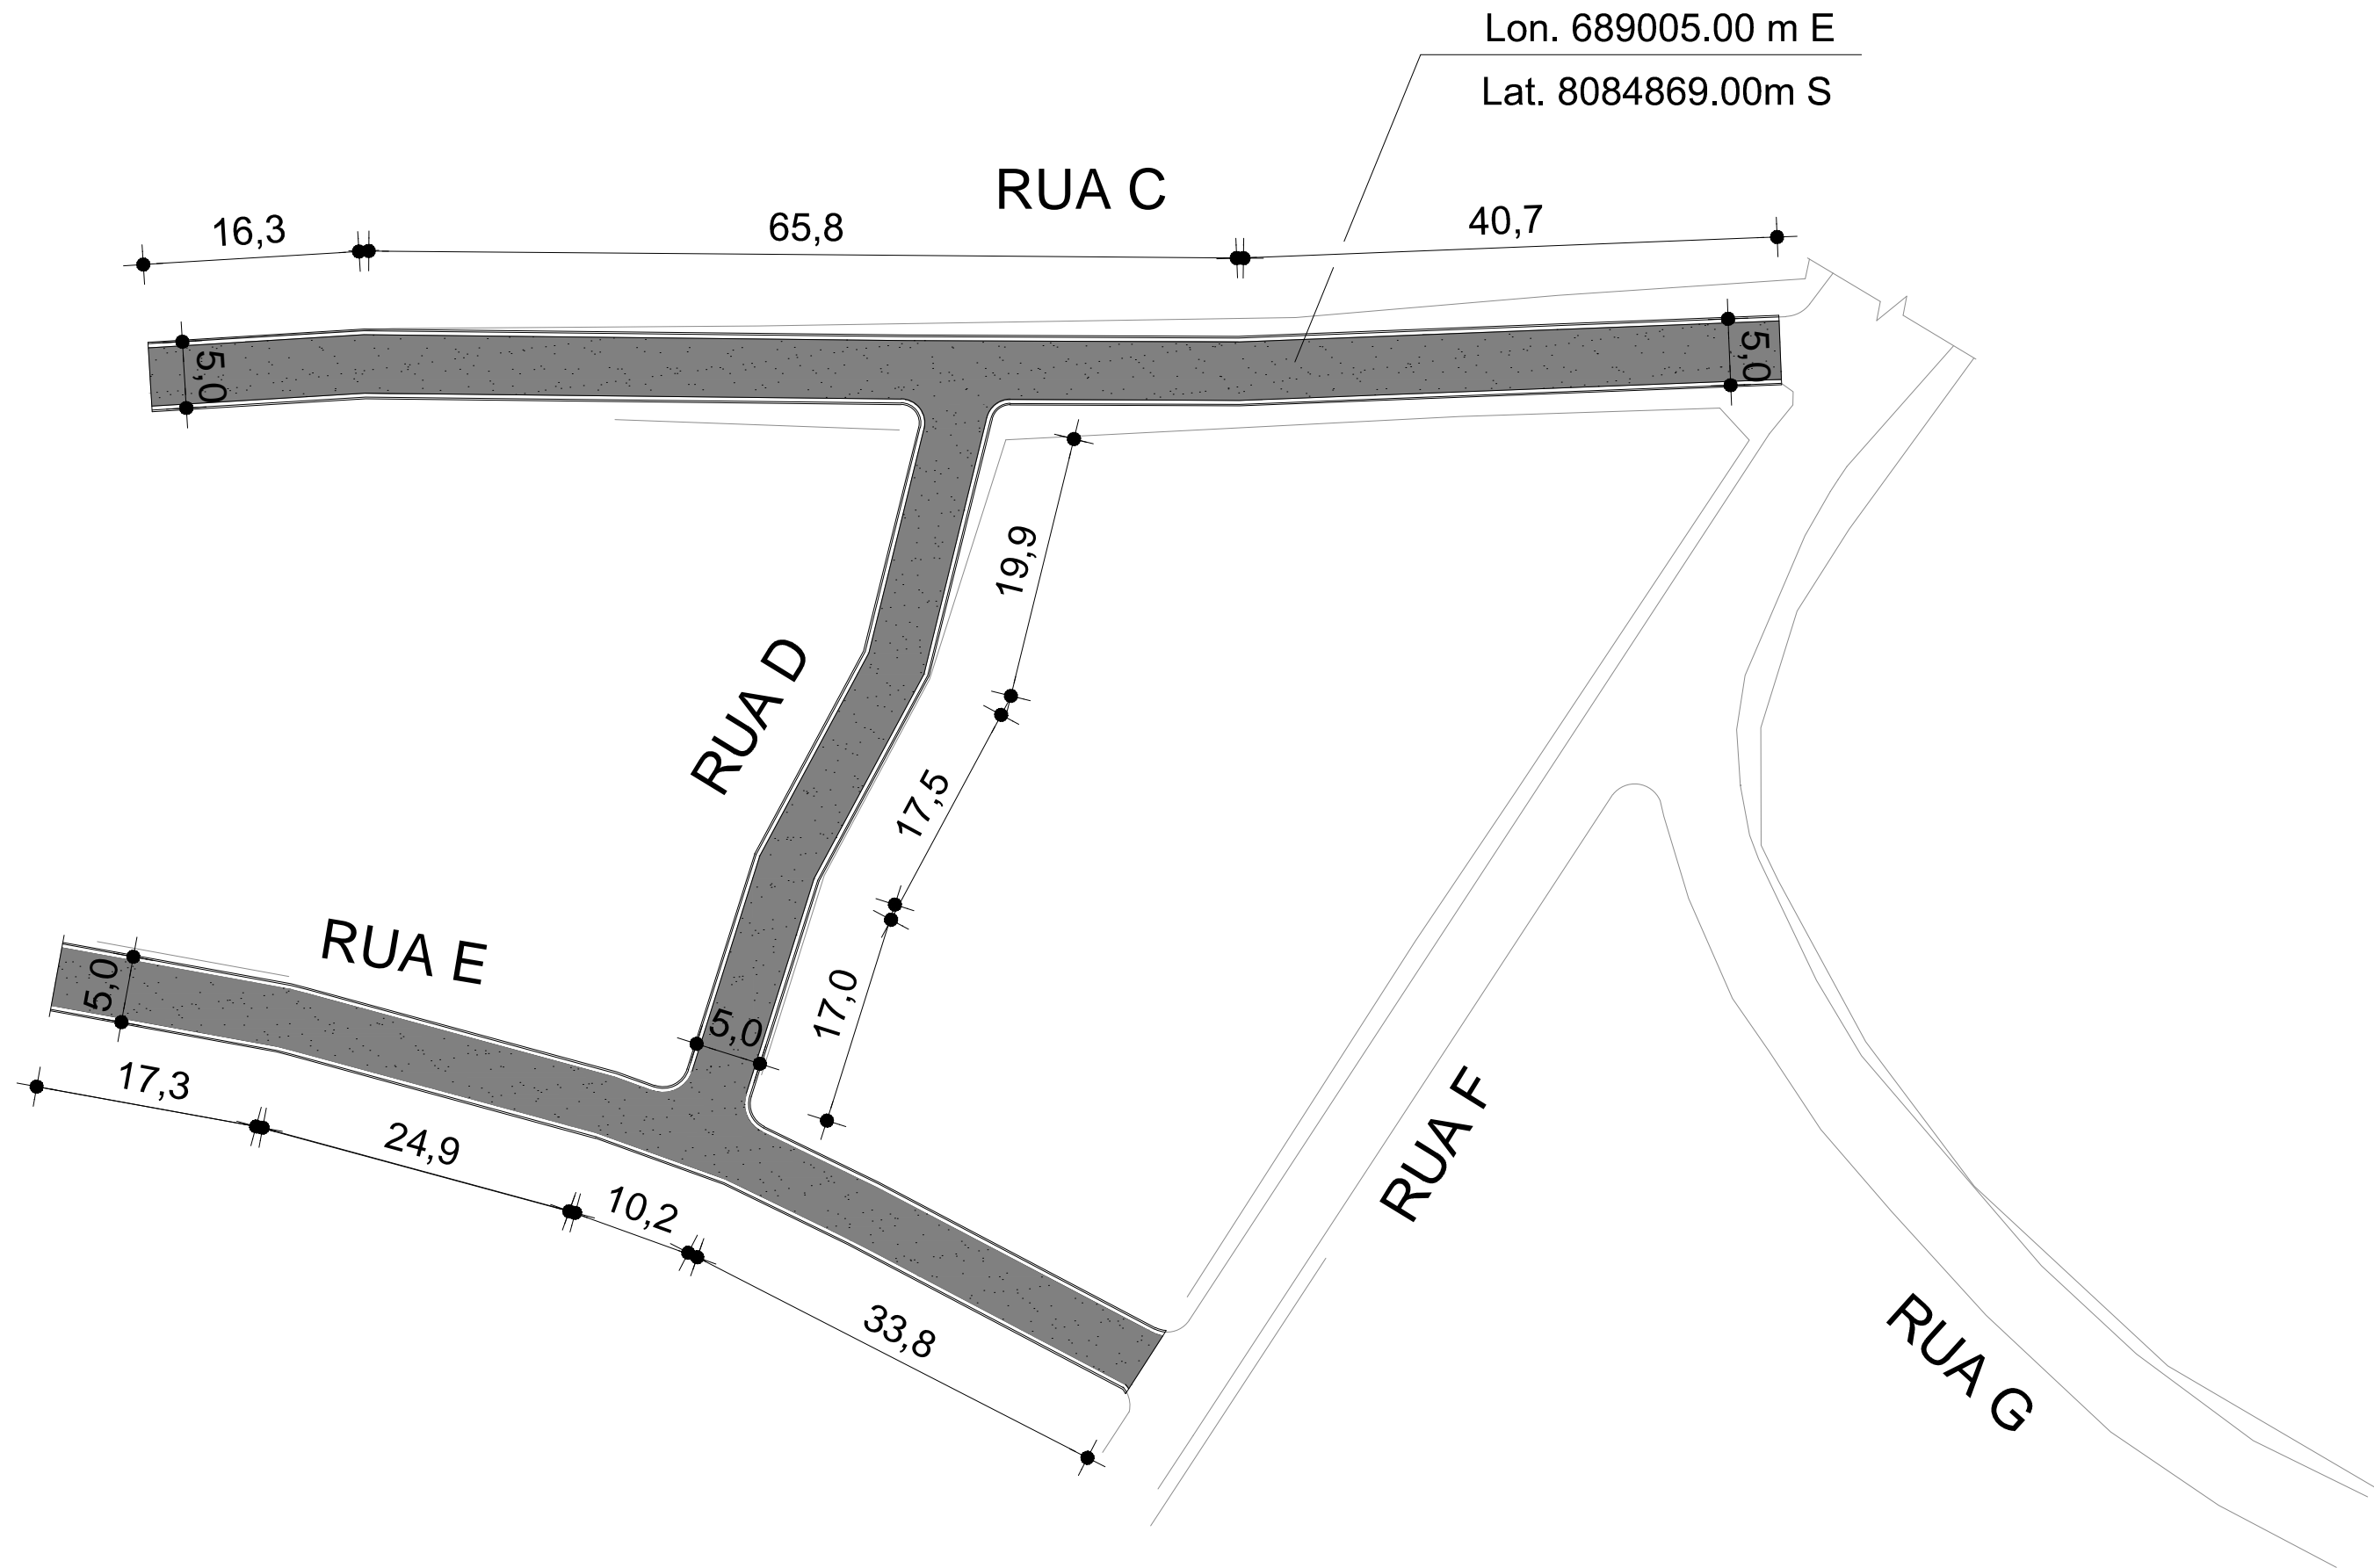 Lon. 689005.00 m E
Lat. 8084869.00m S
RUA C
16,3
65,8
40,7
5,0
5,0
19,9
RUA D
17,5
RUA E
5,0
17,0
5,0
17,3
24,9
10,2
33,8
RUA F
RUA G